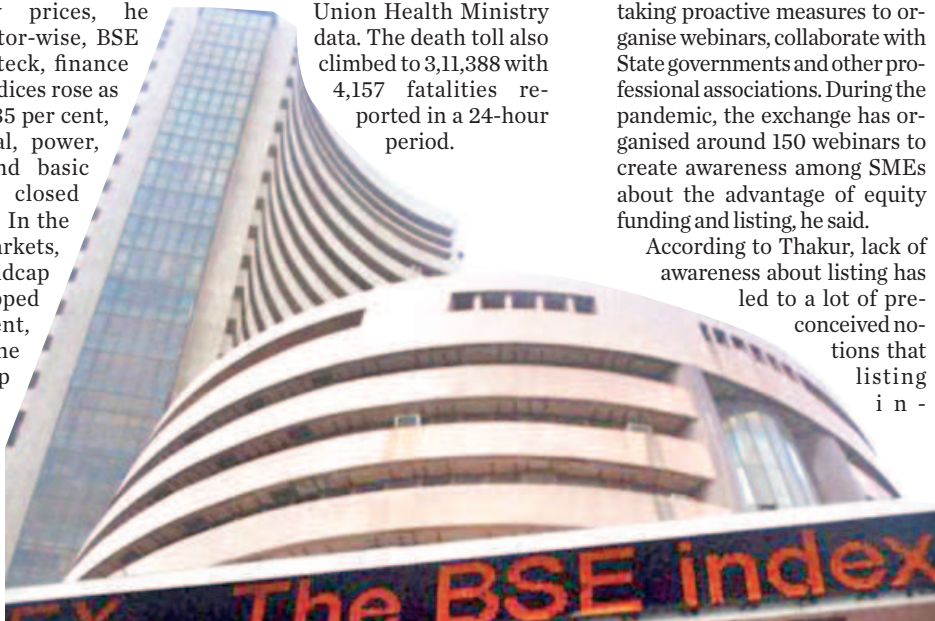 prices, he
tor-wise, BSE
teck, finance
dices rose as
35 per cent,
al, power,
nd basic
closed
In the
arkets,
dcap
pped
ent,
he
p
Union Health Ministry
data. The death toll also
climbed to 3,11,388 with
4,157 fatalities re-
ported in a 24-hour
period.
taking proactive measures to or-
ganise webinars, collaborate with
State governments and other pro-
fessional associations. During the
pandemic, the exchange has or-
ganised around 150 webinars to
create awareness among SMEs
about the advantage of equity
funding and listing, he said.
According to Thakur, lack of
awareness about listing has
led to a lot of pre-
conceived no-
tions that
listing
in-
EX The BSE index